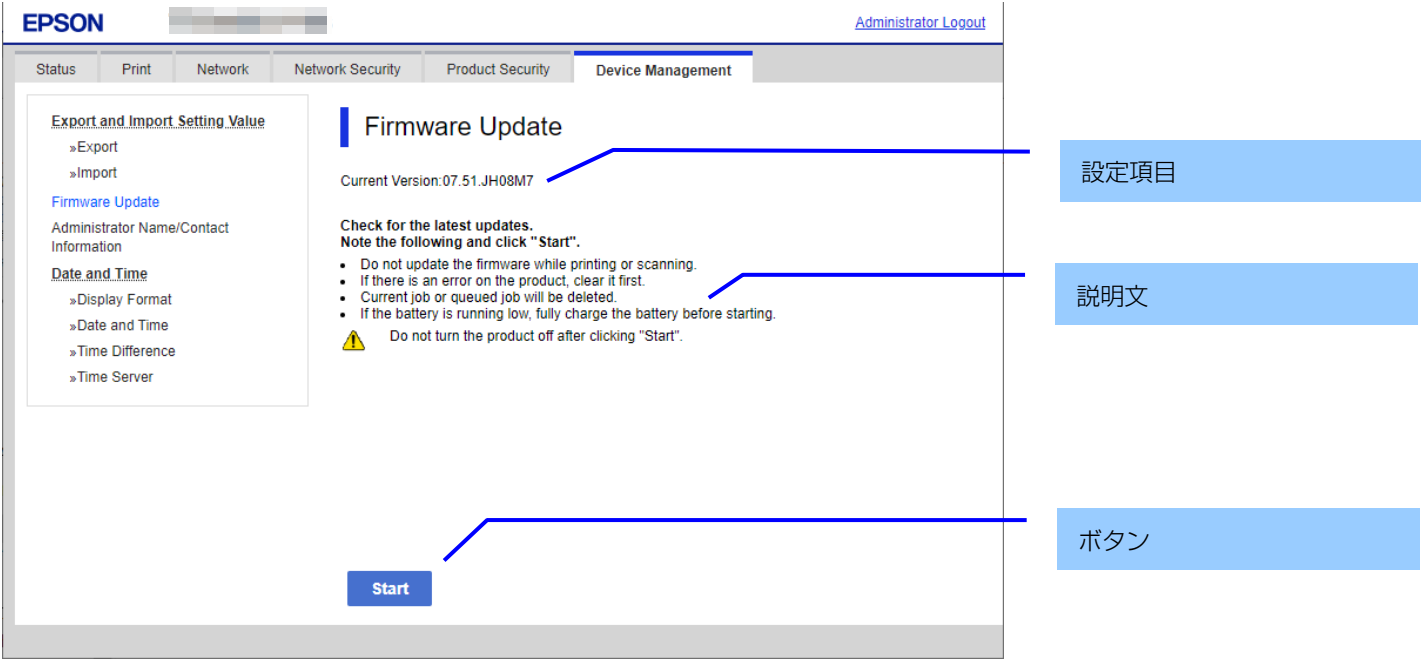 EPSON
Administrator Logout
Status Print Network Network Security Product Security Device Management
Export and Import Setting Value
»Export
»Import
Firmware Update
Administrator Name/Contact
Information
Date and Time
»Display Format
»Date and Time
»Time Difference
»Time Server
Firmware Update
Current Version:07.51.JH08M7
Check for the latest updates.
Note the following and click "Start".
• Do not update the firmware while printing or scanning.
• If there is an error on the product, clear it first.
• Current job or queued job will be deleted.
• If the battery is running low, fully charge the battery before starting.
Do not turn the product off after clicking "Start".
Start
設定項目
説明文
ボタン